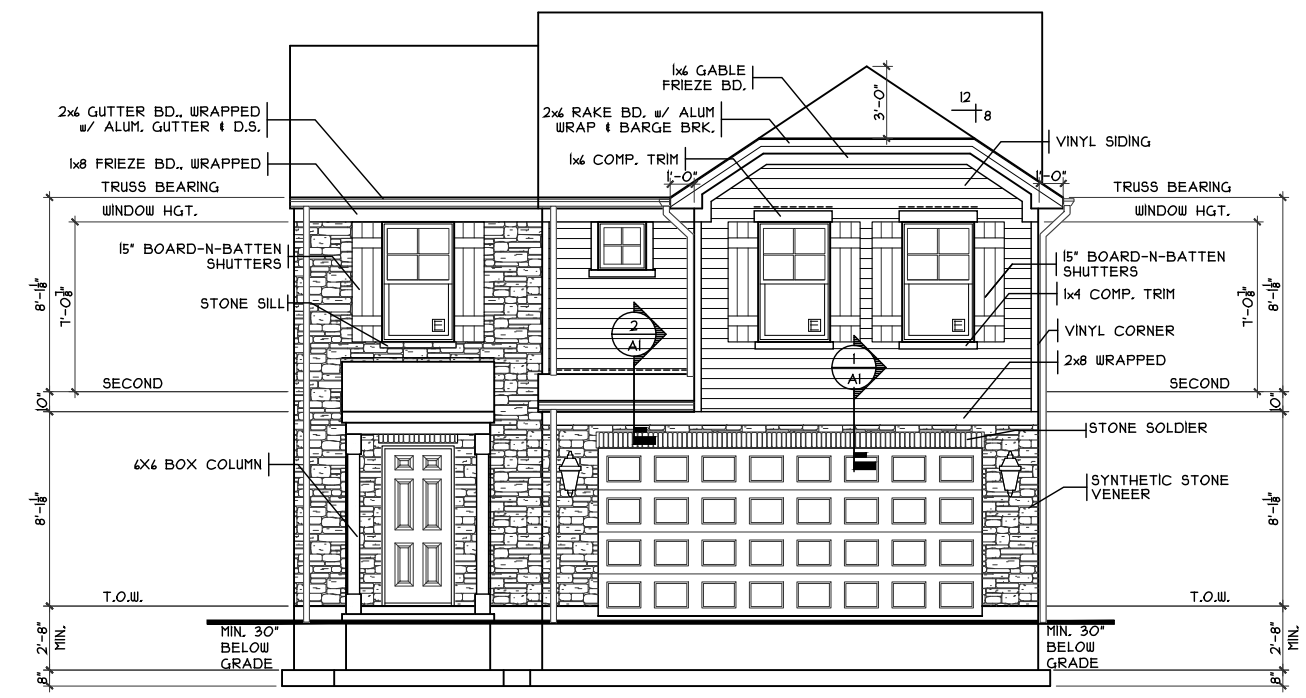 1x6 GABLE
FRIEZE BD.
2x6 GUTTER BD., WRAPPED
w/ ALUM. GUTTER & D.S.
2x6 RAKE BD. w/ ALUM
WRAP & BARGE BRK.
3'-0"
12
8
VINYL SIDING
1x8 FRIEZE BD., WRAPPED
1x6 COMP. TRIM
1'-0"
1'-0"
TRUSS BEARING
TRUSS BEARING
WINDOW HGT.
WINDOW HGT.
15" BOARD-N-BATTEN
SHUTTERS
15" BOARD-N-BATTEN
SHUTTERS
8'-1 1/8"
7'-0 1/8"
7'-0 1/8"
8'-1 1/8"
STONE SILL
1x4 COMP. TRIM
E
E
E
2
A1
1
A1
VINYL CORNER
2x8 WRAPPED
SECOND
SECOND
10"
10"
STONE SOLDIER
6X6 BOX COLUMN
SYNTHETIC STONE
VENEER
8'-1 1/8"
8'-1 1/8"
T.O.W.
T.O.W.
2'-8"
MIN.
MIN. 30"
BELOW
GRADE
MIN. 30"
BELOW
GRADE
2'-8"
MIN.
8"
8"